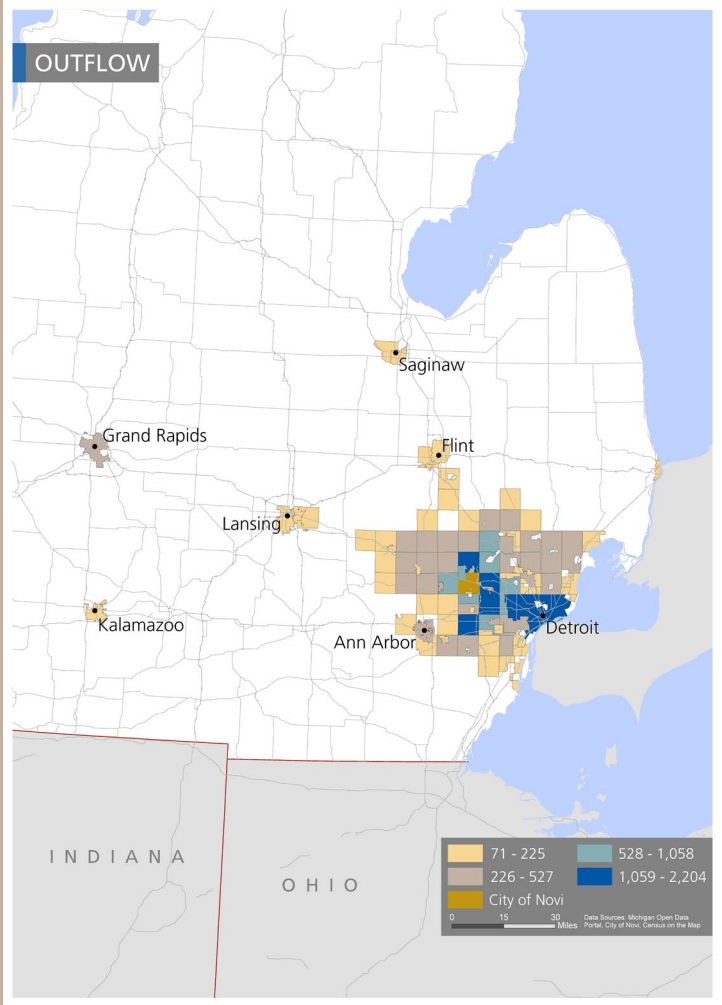 OUTFLOW
Saginaw
Grand Rapids
Flint
Lansing
Kalamazoo
Ann Arbor
Detroit
INDIANA
OHIO
71 - 225
528 - 1,058
226 - 527
1,059 - 2,204
City of Novi
0 15 30
Miles
Data Sources: Michigan Open Data
Portal, City of Novi, Census on the Map